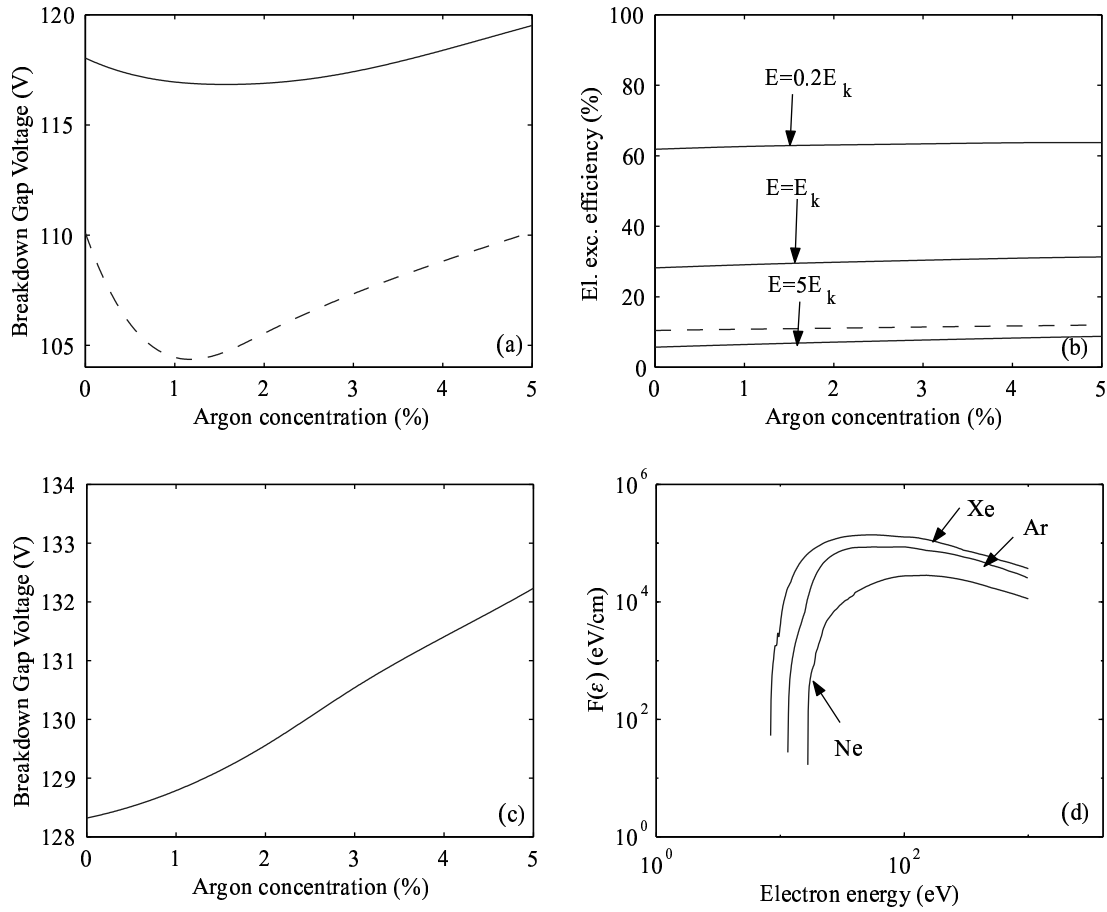 120
115
110
105
0 1 2 3 4 5
Breakdown Gap Voltage (V)
Argon concentration (%)
(a)
100
80
60
40
20
0
0 1 2 3 4 5
El. exc. efficiency (%)
Argon concentration (%)
E=0.2E k
E=E k
E=5E k
(b)
134
133
132
131
130
129
128
0 1 2 3 4 5
Breakdown Gap Voltage (V)
Argon concentration (%)
(c)
10 6
10 4
10 2
10 0
10 0 10 2
F(ε) (eV/cm)
Electron energy (eV)
Xe
Ar
Ne
(d)